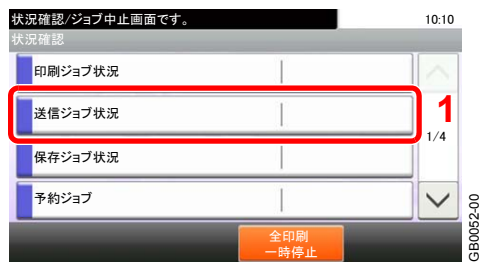 状況確認/ジョブ中止画面です。 10:10
状況確認
印刷ジョブ状況
送信ジョブ状況
1
1/4
保存ジョブ状況
予約ジョブ
全印刷
一時停止
GB0052-00